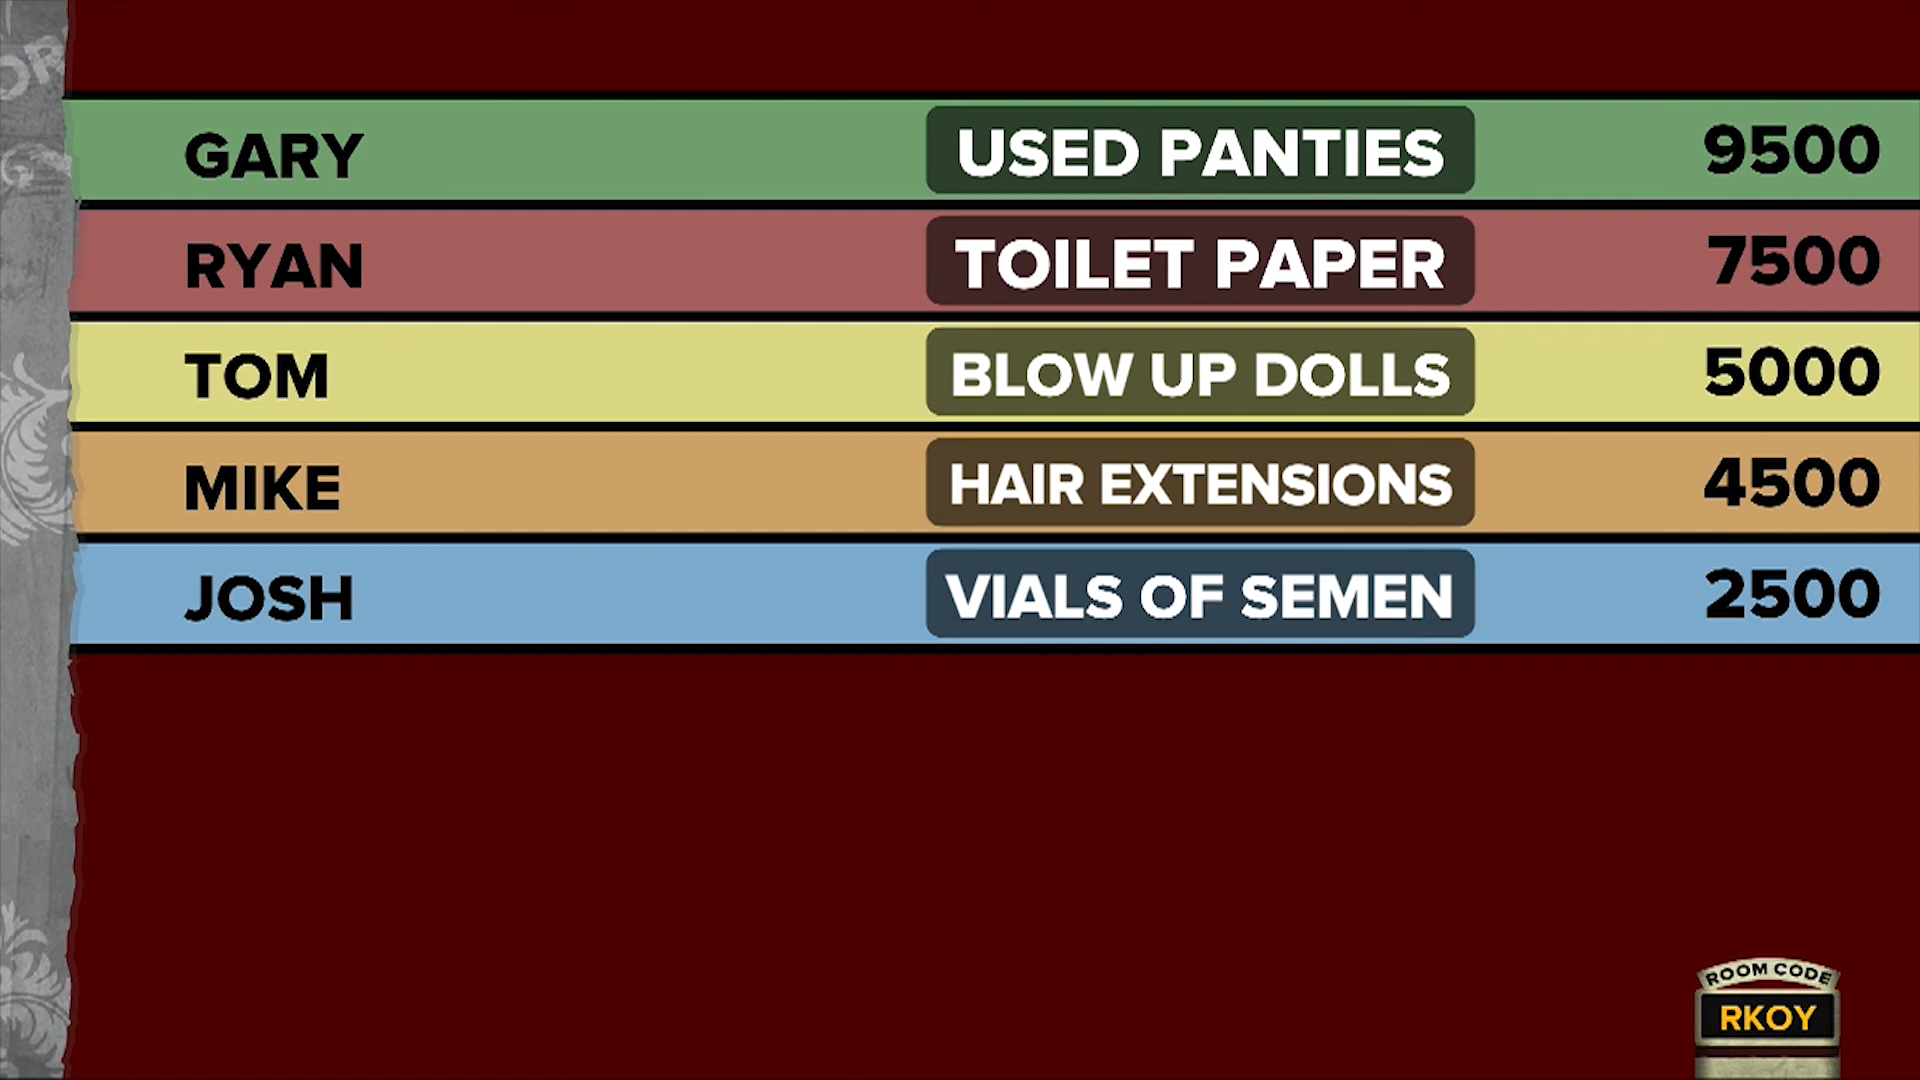 GARY USED PANTIES 9500
RYAN TOILET PAPER 7500
TOM BLOW UP DOLLS 5000
MIKE HAIR EXTENSIONS 4500
JOSH VIALS OF SEMEN 2500
ROOM CODE
RKOY